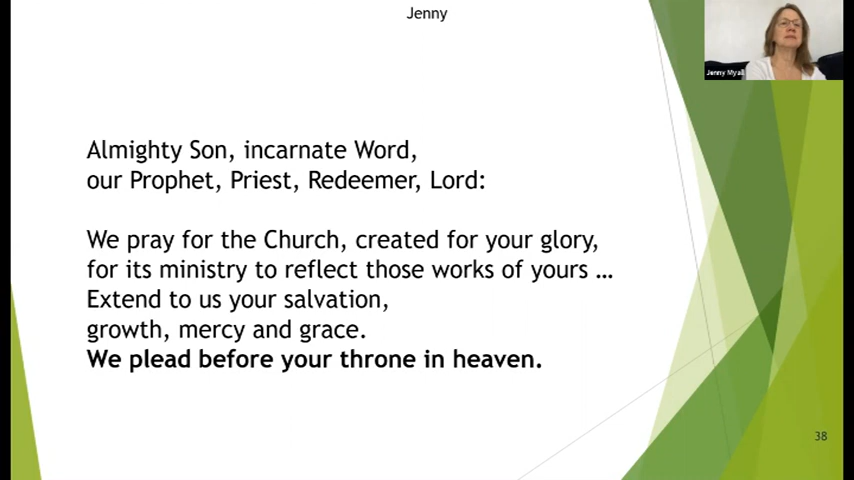 Jenny
Jenny Myall
Almighty Son, incarnate Word,
our Prophet, Priest, Redeemer, Lord:
We pray for the Church, created for your glory,
for its ministry to reflect those works of yours …
Extend to us your salvation,
growth, mercy and grace.
We plead before your throne in heaven.
38